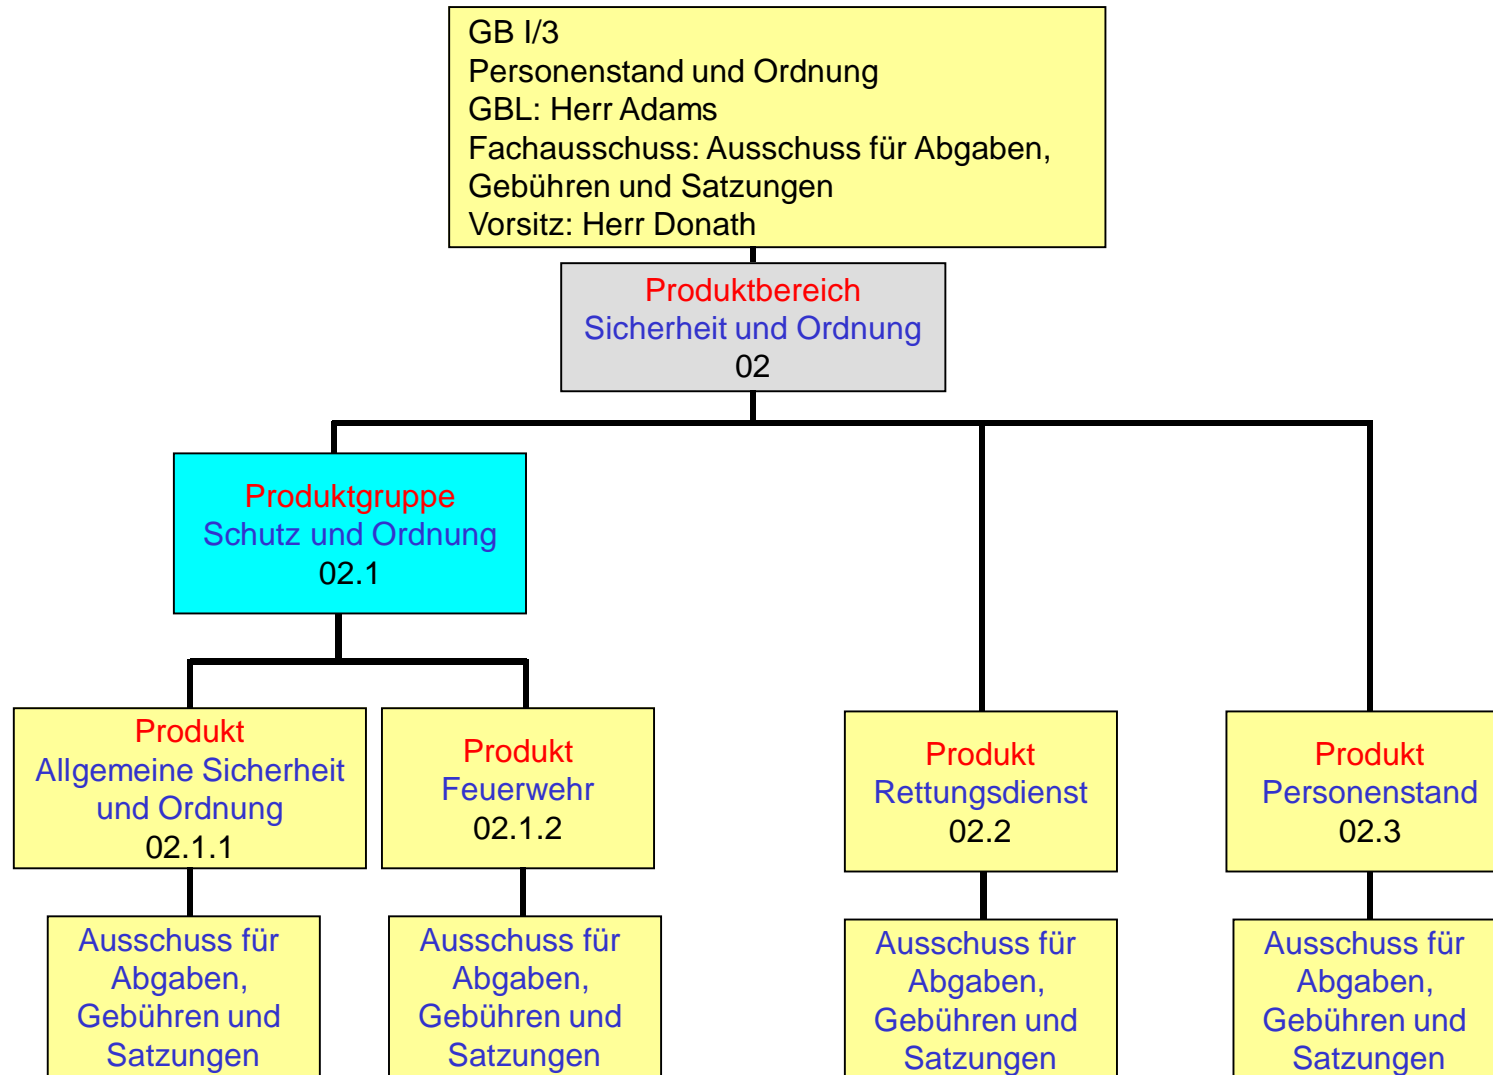 GB I/3
Personenstand und Ordnung
GBL: Herr Adams
Fachausschuss: Ausschuss für Abgaben,
Gebühren und Satzungen
Vorsitz: Herr Donath
Produktbereich
Sicherheit und Ordnung
02
Produktgruppe
Schutz und Ordnung
02.1
Produkt
Allgemeine Sicherheit
und Ordnung
02.1.1
Produkt
Feuerwehr
02.1.2
Produkt
Rettungsdienst
02.2
Produkt
Personenstand
02.3
Ausschuss für
Abgaben,
Gebühren und
Satzungen
Ausschuss für
Abgaben,
Gebühren und
Satzungen
Ausschuss für
Abgaben,
Gebühren und
Satzungen
Ausschuss für
Abgaben,
Gebühren und
Satzungen